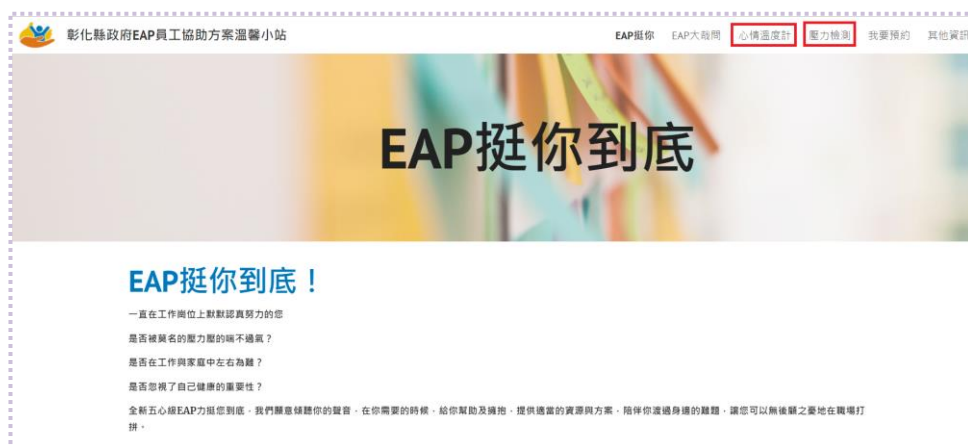 彰化縣政府EAP員工協助方案溫馨小站
EAP挺你 EAP大哉問 心情溫度計 壓力檢測 我要預約 其他資訊
EAP挺你到底
EAP挺你到底！
一直在工作崗位上默默認真努力的您
是否被莫名的壓力壓的喘不過氣？
是否在工作與家庭中左右為難？
是否忽視了自己健康的重要性？
全新五心級EAP力挺您到底，我們願意傾聽你的聲音，在你需要的時候，給你幫助及擁抱，提供適當的資源與方案，陪伴你渡過身邊的難題，讓您可以無後顧之憂地在職場打
拼。